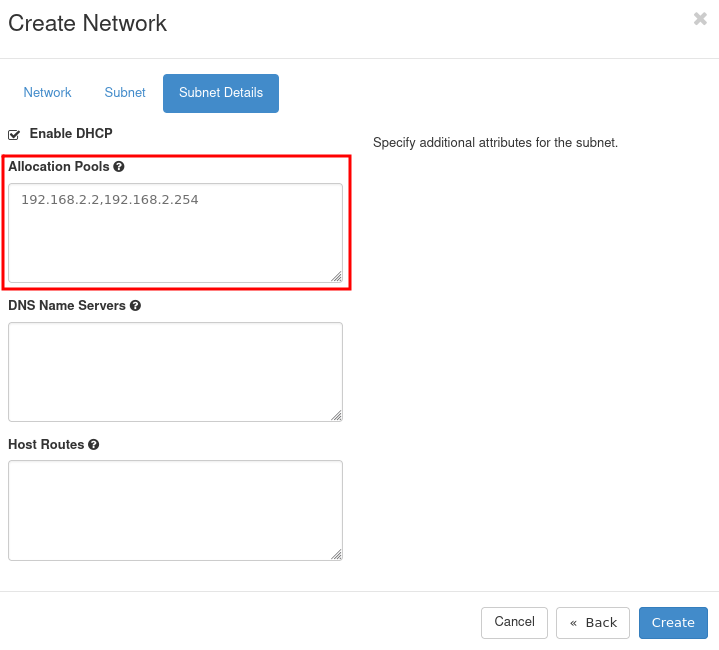 Create Network
Network Subnet Subnet Details
Enable DHCP
Specify additional attributes for the subnet.
Allocation Pools
192.168.2.2,192.168.2.254
DNS Name Servers
Host Routes
Cancel « Back Create